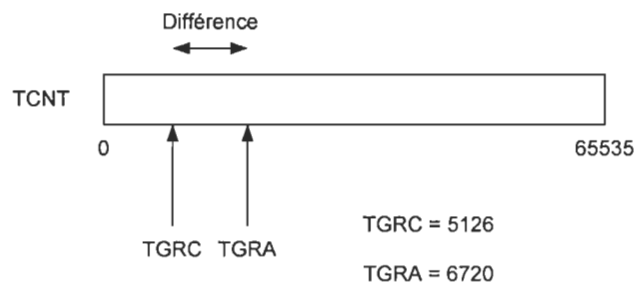 Différence
TCNT
0 65535
TGRC TGRA
TGRC = 5126
TGRA = 6720